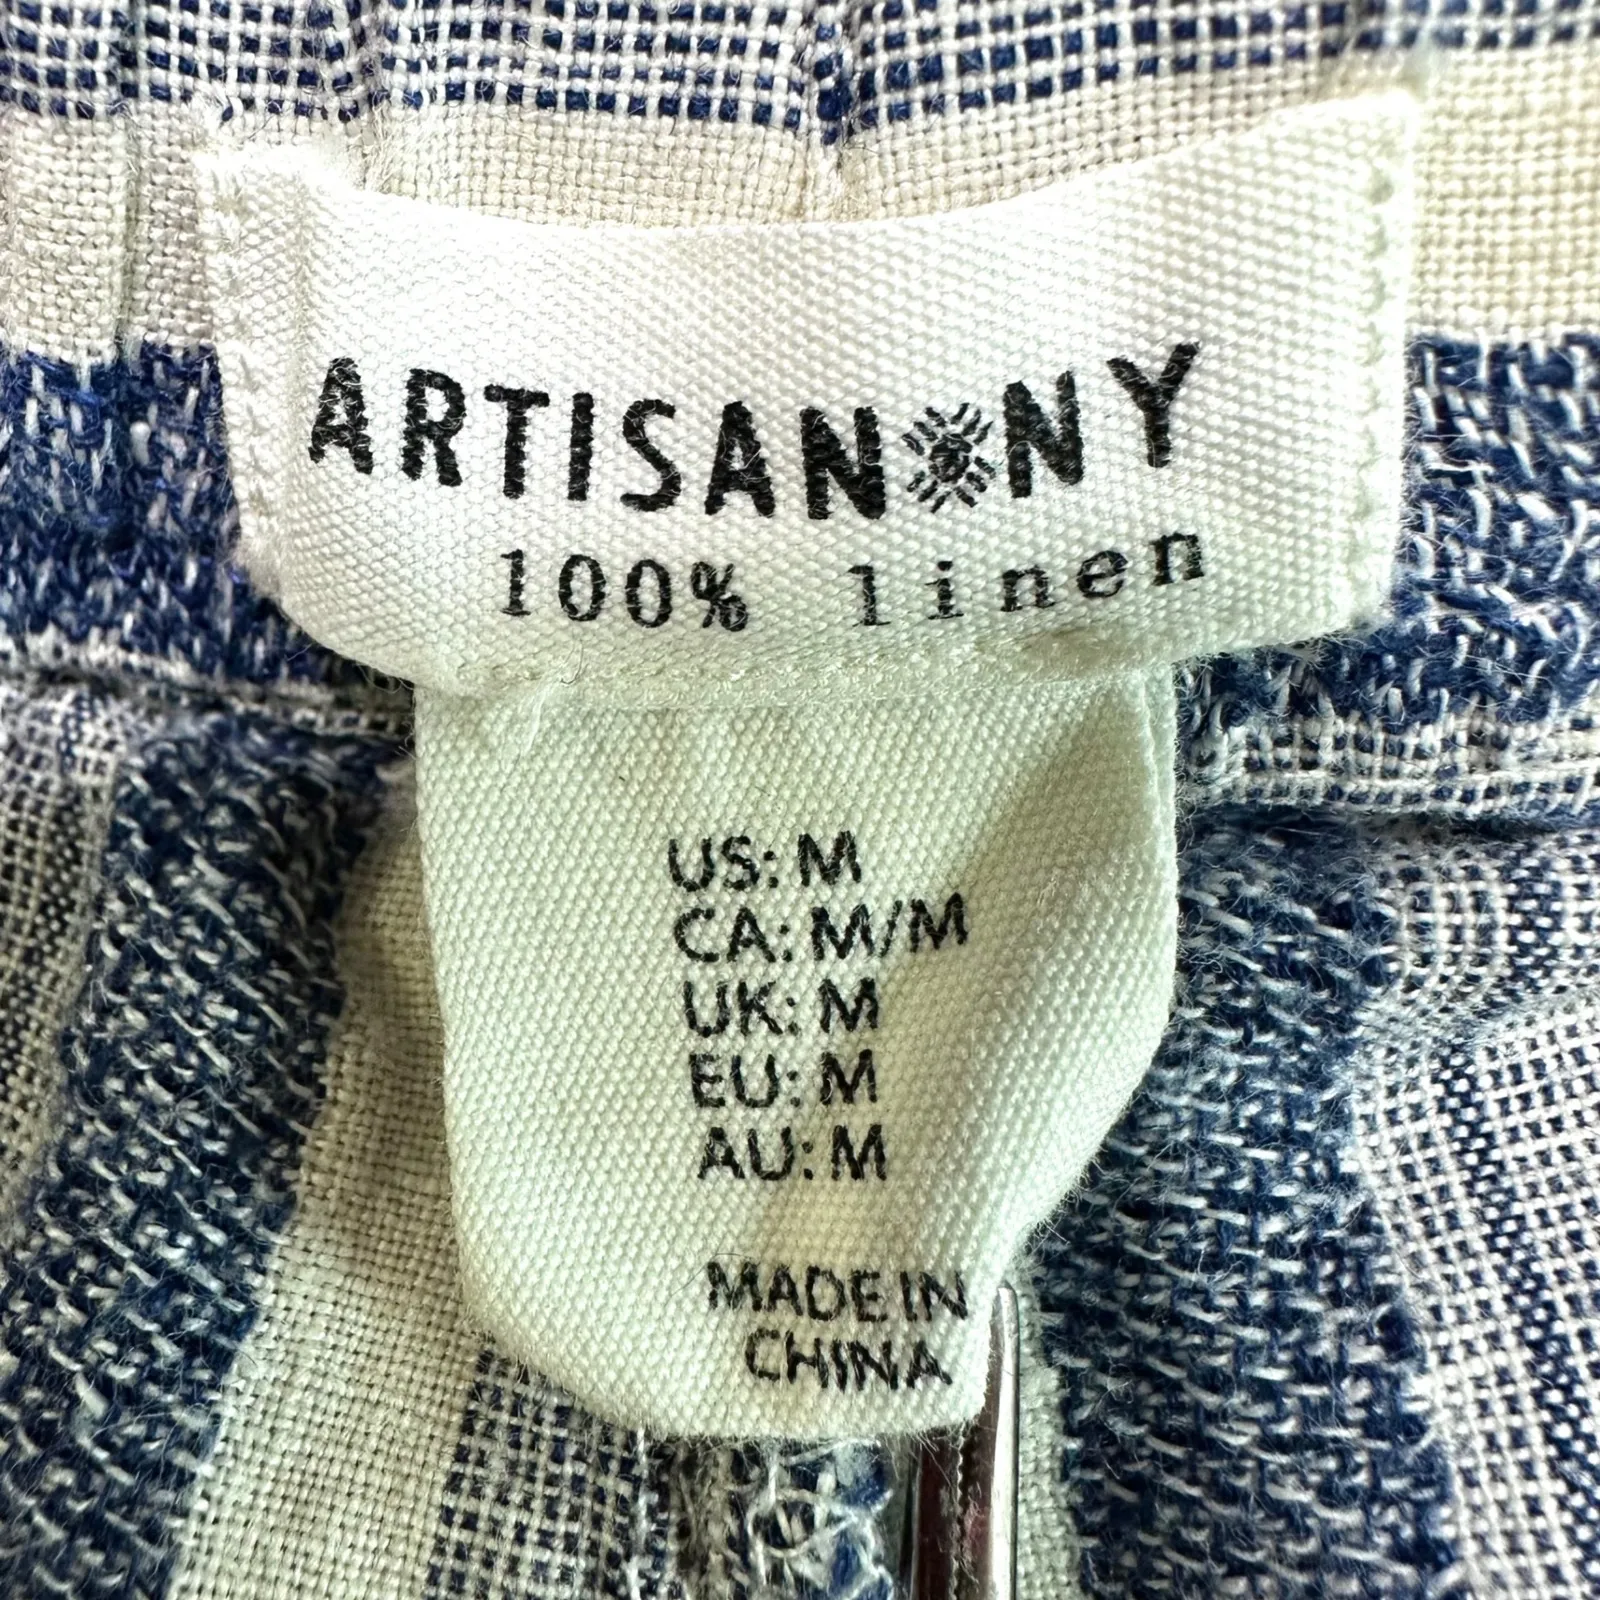 ARTISAN NY
100% linen
US: M
CA: M/M
UK: M
EU: M
AU: M
MADE IN
CHINA